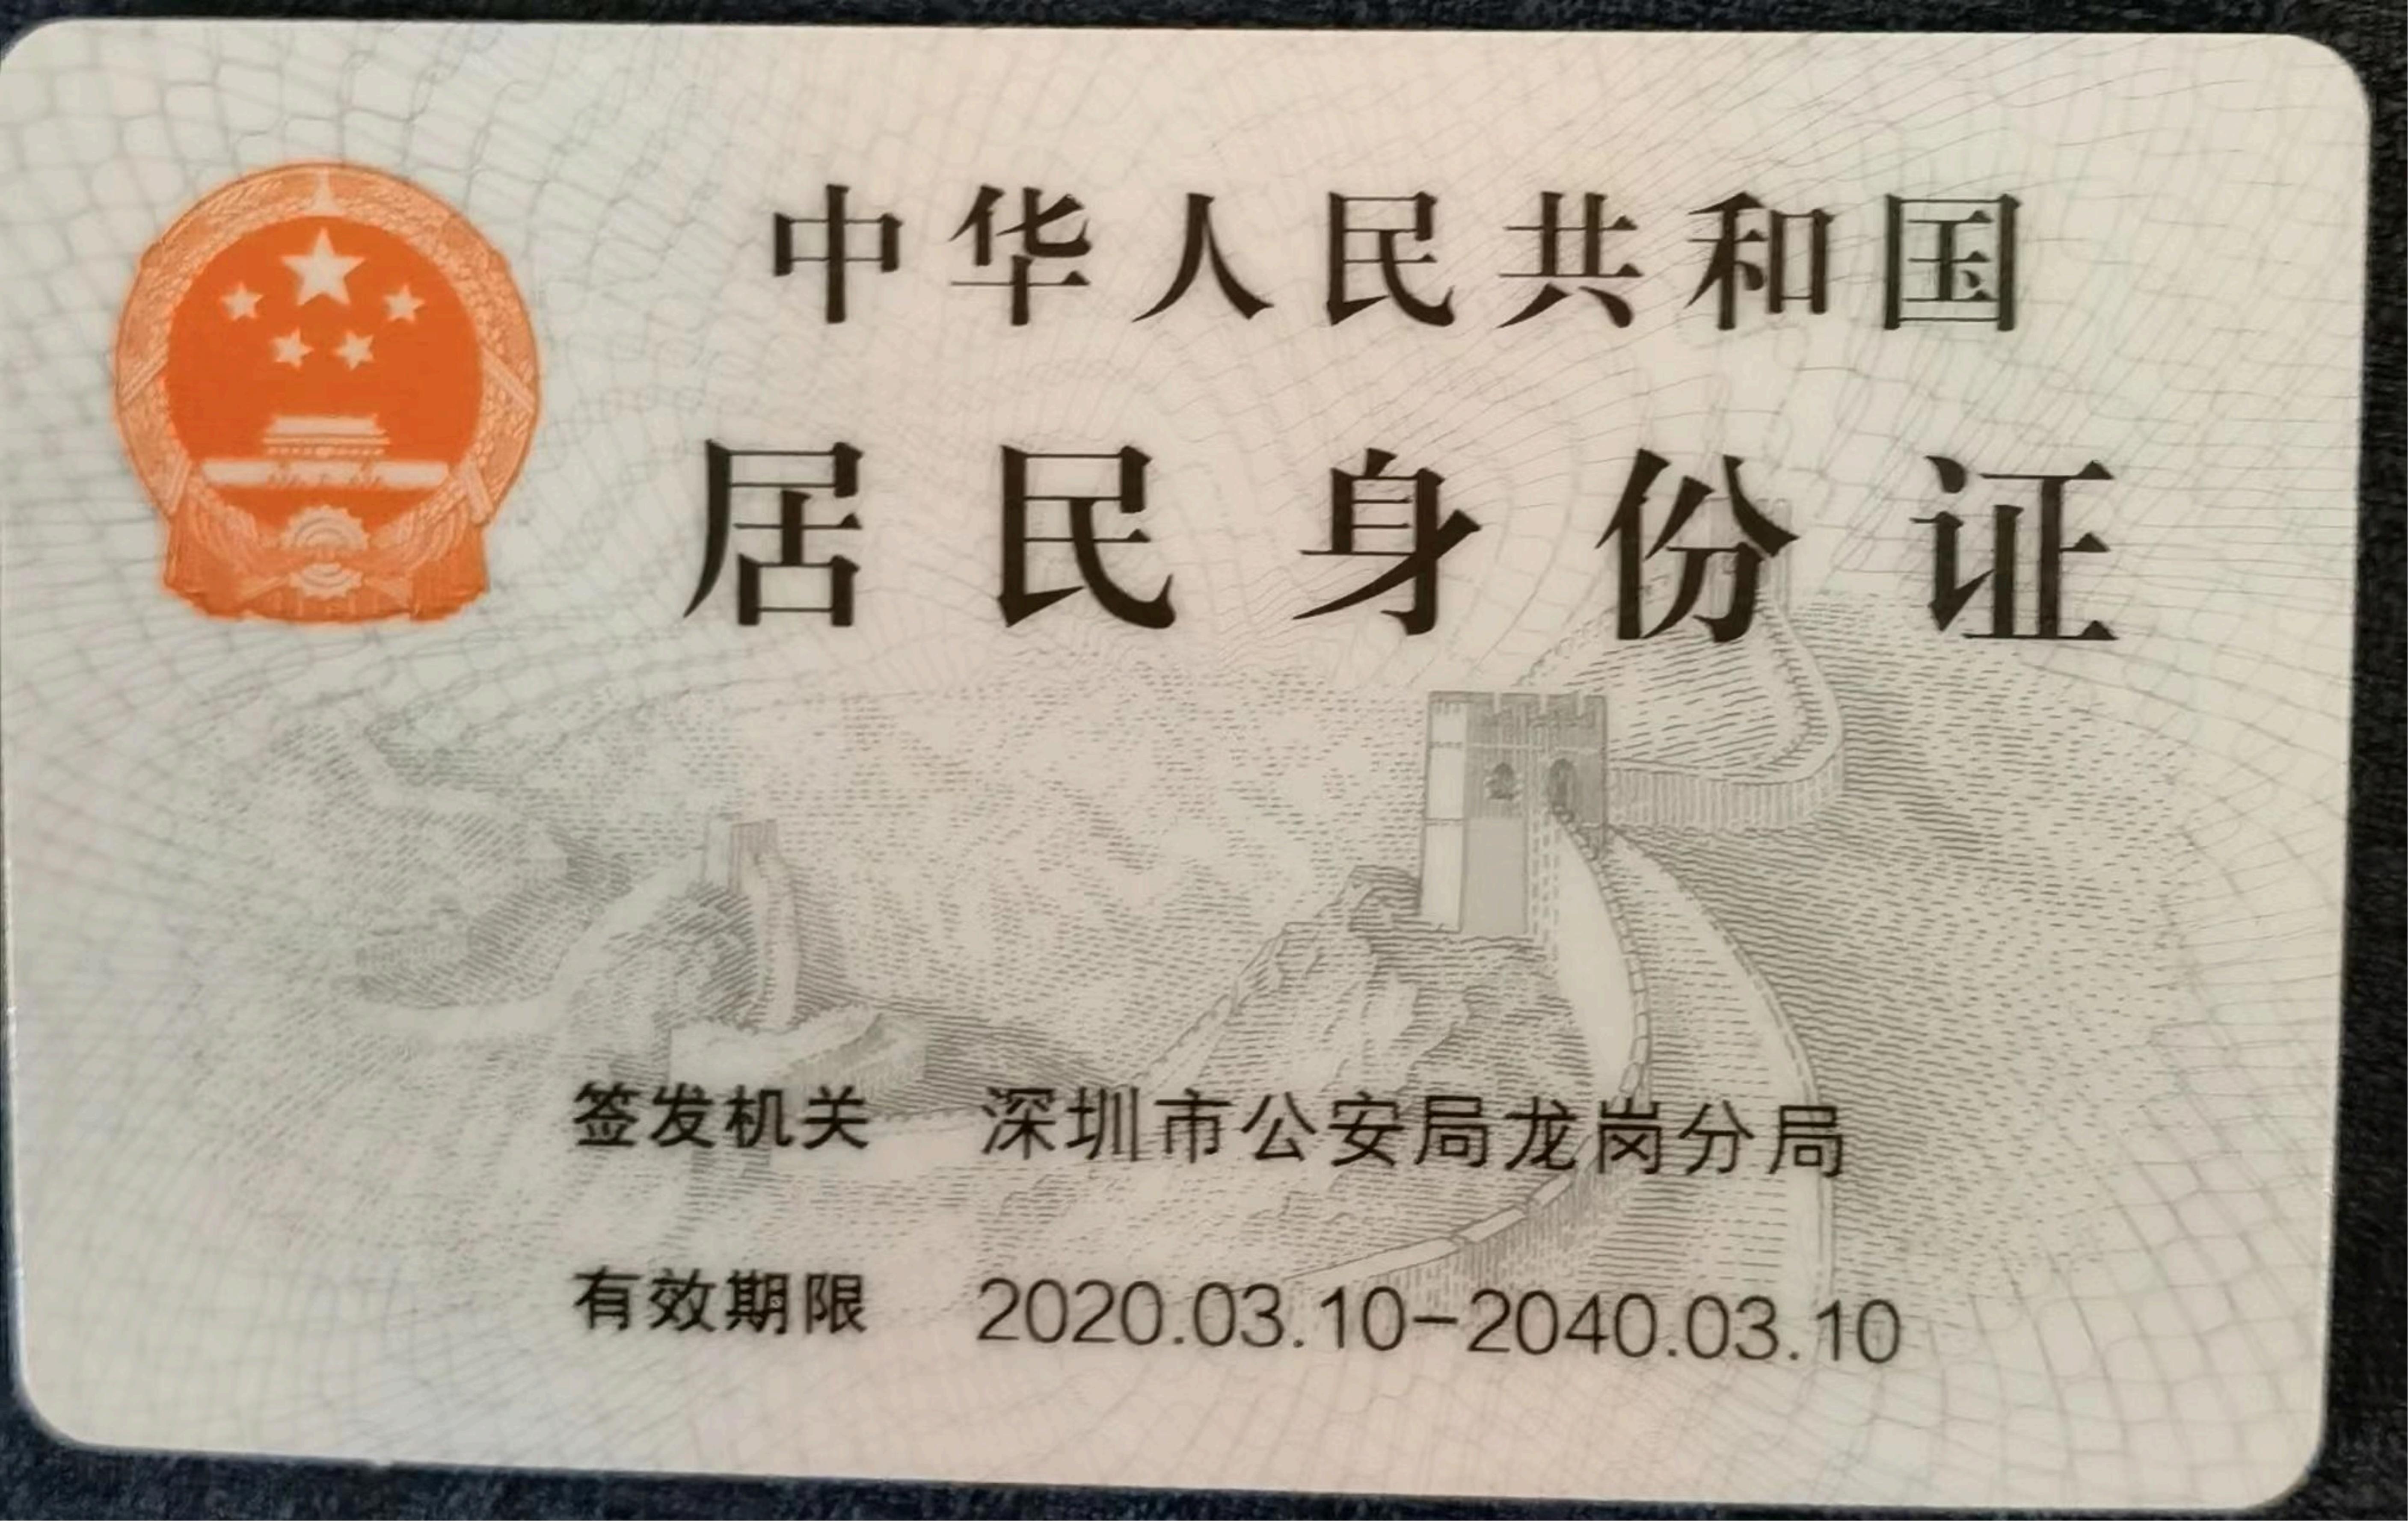 中华人民共和国
居民身份证
签发机关 深圳市公安局龙岗分局
有效期限 2020.03.10-2040.03.10